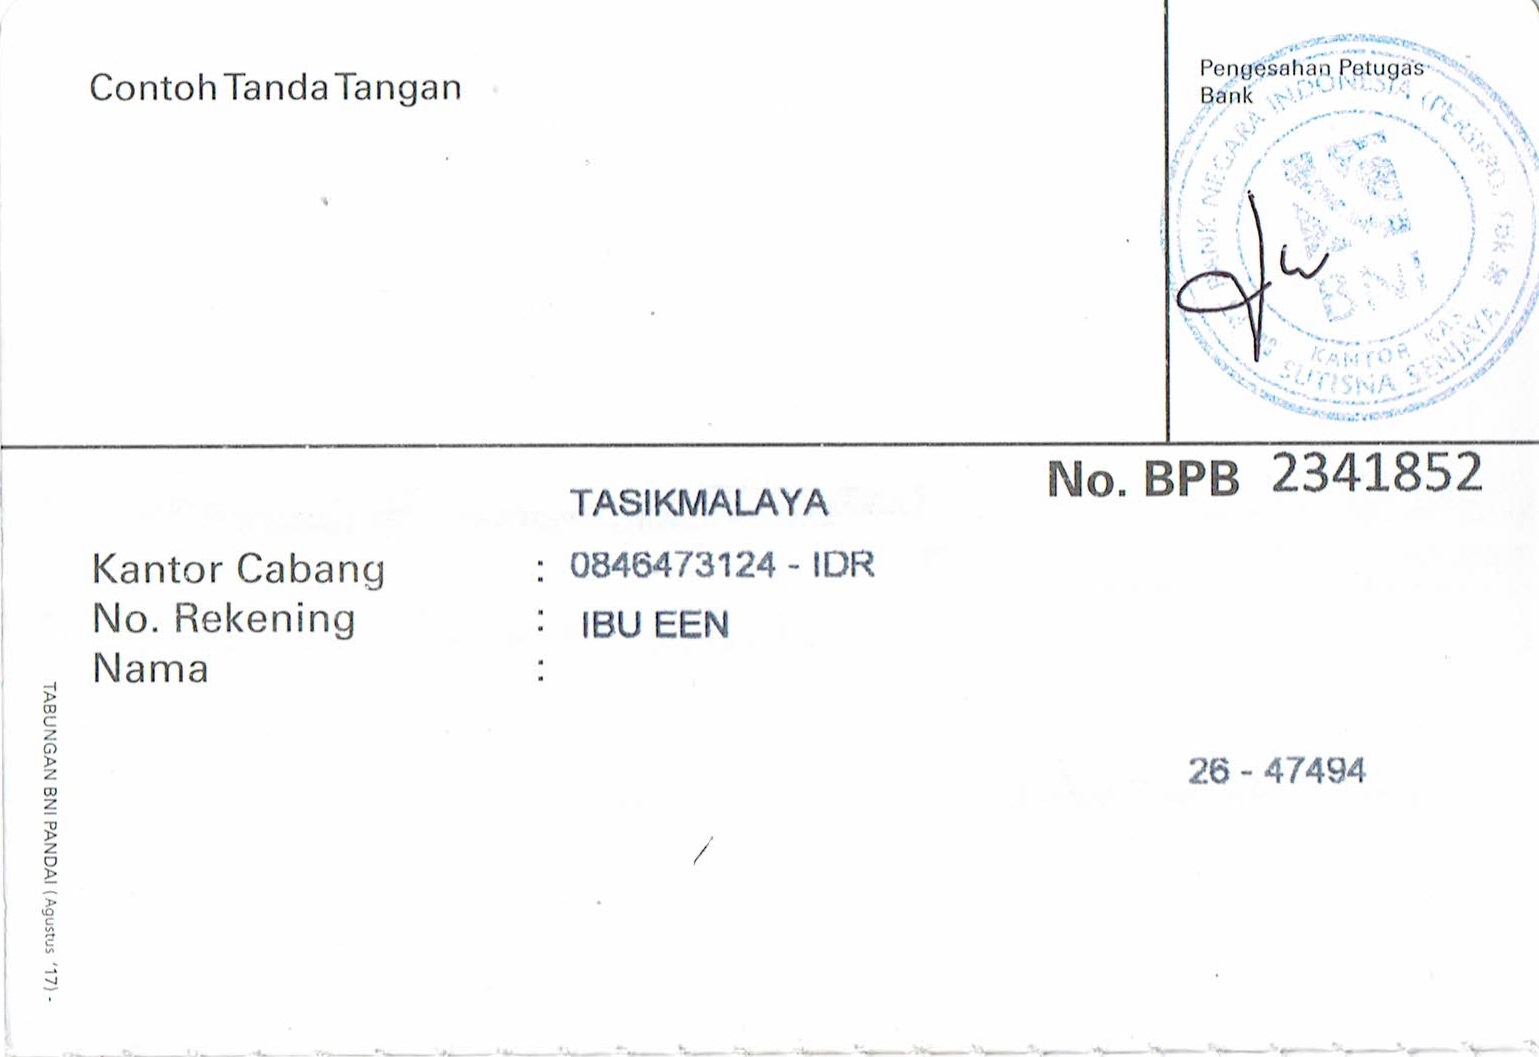 Contoh Tanda Tangan
Pengesahan Petugas
Bank
BANK NEGARA INDONESIA (PERSERO) Tbk
BNI
KANTOR KAS
SUTISNA SENJAYA
No. BPB 2341852
TASIKMALAYA
Kantor Cabang : 0846473124 - IDR
No. Rekening : IBU EEN
Nama :
26 - 47494
TABUNGAN BNI PANDAI (Agustus '17) -